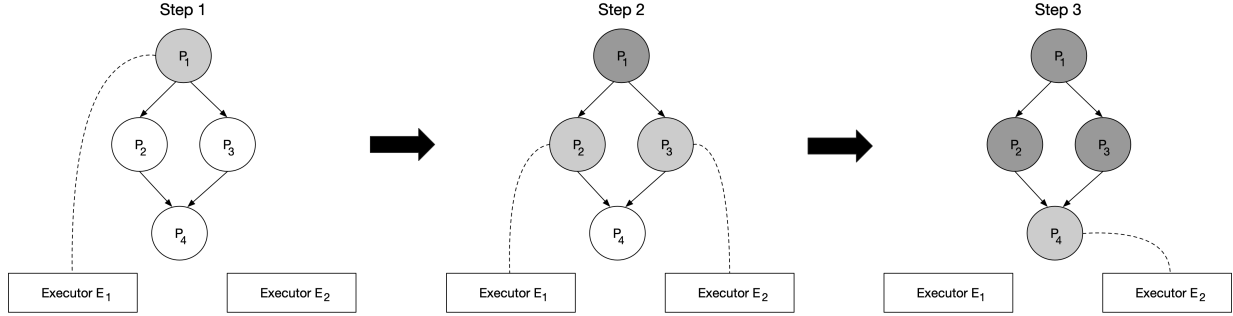 Step 1
Step 2
Step 3
P1
P1
P1
P2
P3
P2
P3
P2
P3
P4
P4
P4
Executor E1
Executor E2
Executor E1
Executor E2
Executor E1
Executor E2